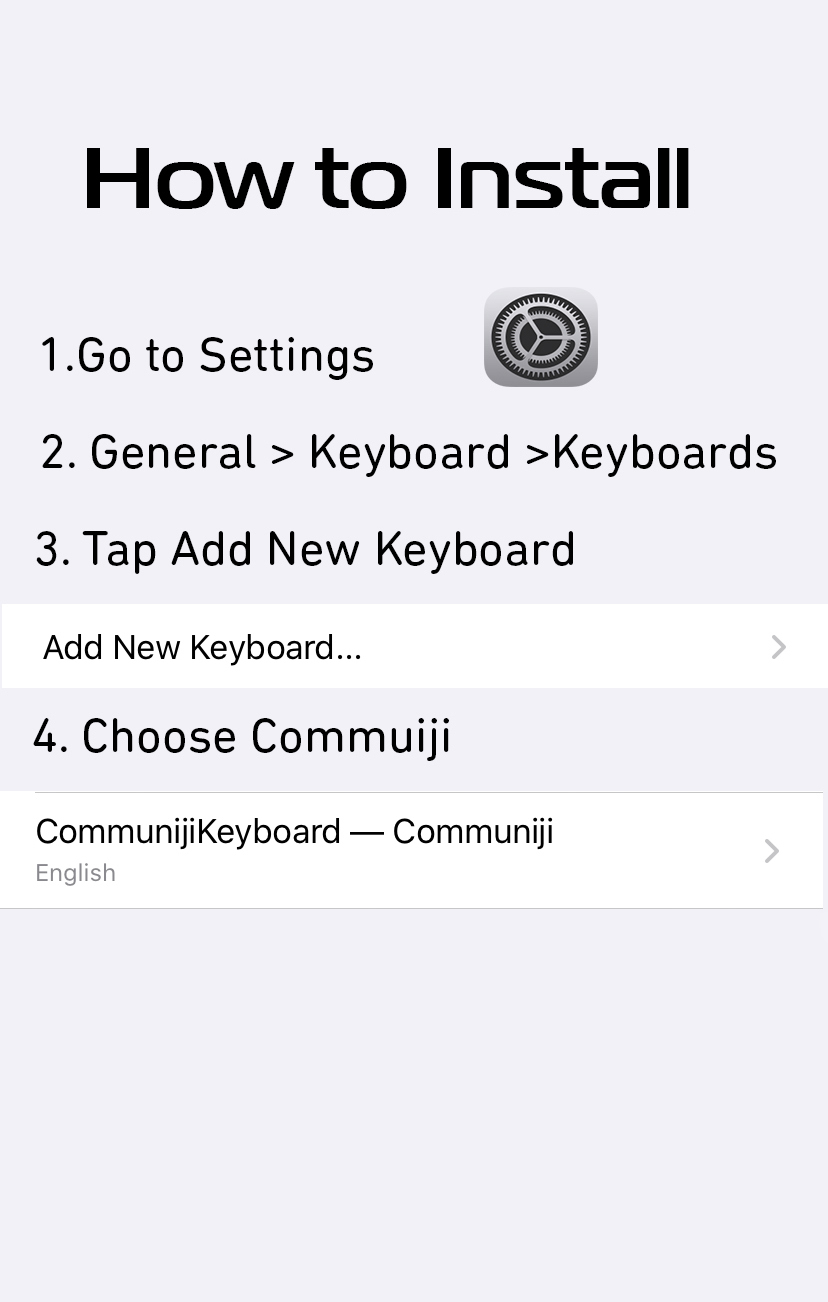 How to Install
1.Go to Settings
2. General > Keyboard >Keyboards
3. Tap Add New Keyboard
Add New Keyboard...
4. Choose Commuiji
CommunijiKeyboard — Communiji
English